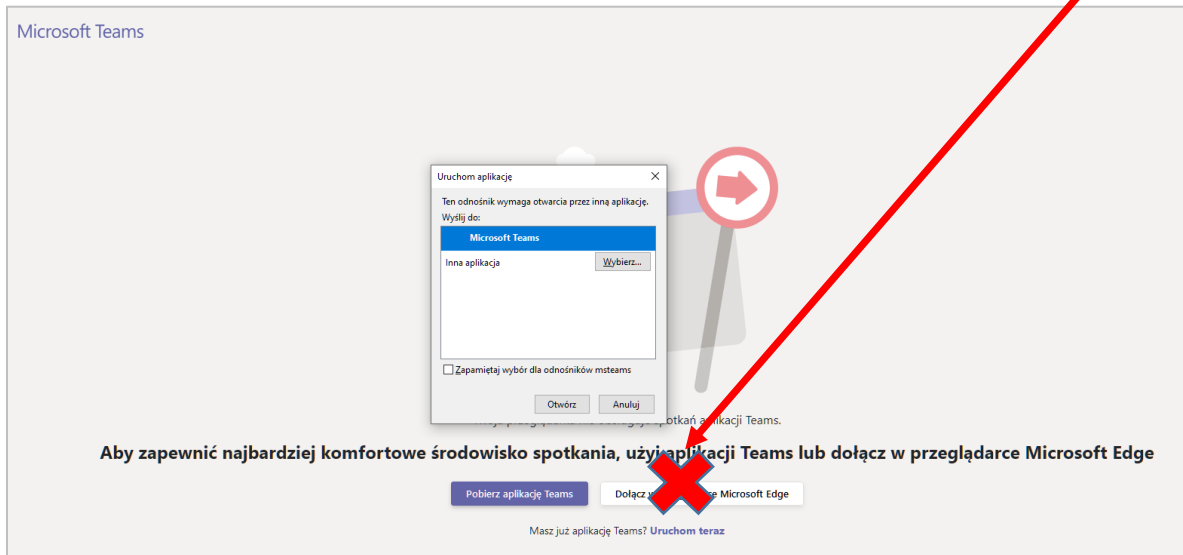 Microsoft Teams
Uruchom aplikację
Ten odnośnik wymaga otwarcia przez inną aplikację.
Wyślij do:
Microsoft Teams
Inna aplikacja
Wybierz...
Zapamiętaj wybór dla odnośników msteams
Otwórz Anuluj
aplikacji Teams.
Aby zapewnić najbardziej komfortowe środowisko spotkania, użyj aplikacji Teams lub dołącz w przeglądarce Microsoft Edge
Pobierz aplikację Teams
Dołącz Microsoft Edge
Masz już aplikację Teams? Uruchom teraz